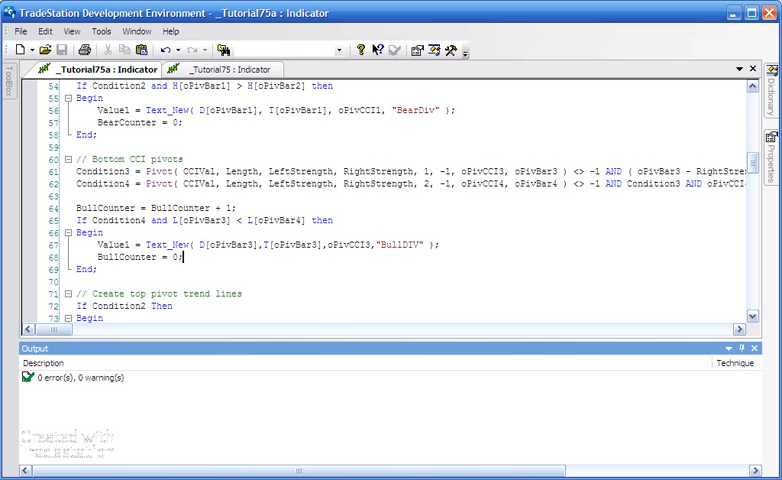 TradeStation Development Environment - _Tutorial75a : Indicator
File Edit View Tools Window Help
ToolBox
_Tutorial75a : Indicator
_Tutorial75 : Indicator
Dictionary
Properties
54 If Condition2 and H[oPivBar1] > H[oPivBar2] then
55 Begin
56 Value1 = Text_New( D[oPivBar1], T[oPivBar1], oPivCCI1, "BearDiv" );
57 BearCounter = 0;
58 End;
59
60 // Bottom CCI pivots
61 Condition3 = Pivot( CCIVal, Length, LeftStrength, RightStrength, 1, -1, oPivCCI3, oPivBar3 ) <> -1 AND ( oPivBar3 - RightStre
62 Condition4 = Pivot( CCIVal, Length, LeftStrength, RightStrength, 2, -1, oPivCCI4, oPivBar4 ) <> -1 AND Condition3 AND oPivCCI
63
64 BullCounter = BullCounter + 1;
65 If Condition4 and L[oPivBar3] < L[oPivBar4] then
66 Begin
67 Value1 = Text_New( D[oPivBar3],T[oPivBar3],oPivCCI3,"BullDIV" );
68 BullCounter = 0;
69 End;
70
71 // Create top pivot trend lines
72 If Condition2 Then
73 Begin
Output
Description
Technique
0 error(s), 0 warning(s)
Created with